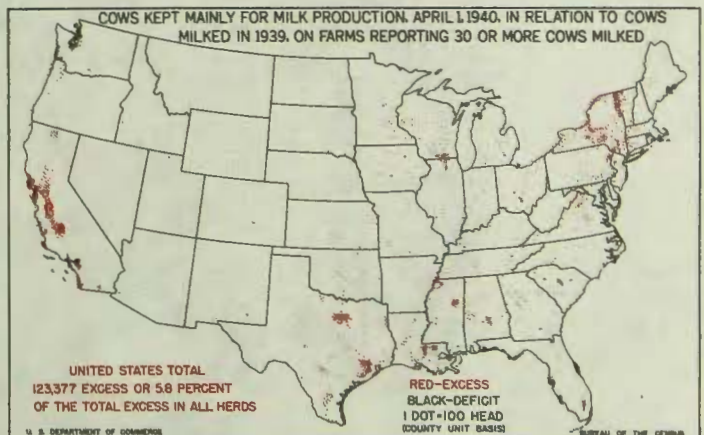 COWS KEPT MAINLY FOR MILK PRODUCTION, APRIL 1, 1940, IN RELATION TO COWS
MILKED IN 1939, ON FARMS REPORTING 30 OR MORE COWS MILKED
UNITED STATES TOTAL
123,377 EXCESS OR 5.8 PERCENT
OF THE TOTAL EXCESS IN ALL HERDS
RED-EXCESS
BLACK-DEFICIT
1 DOT=100 HEAD
(COUNTY UNIT BASIS)
U. S. DEPARTMENT OF COMMERCE
BUREAU OF THE CENSUS